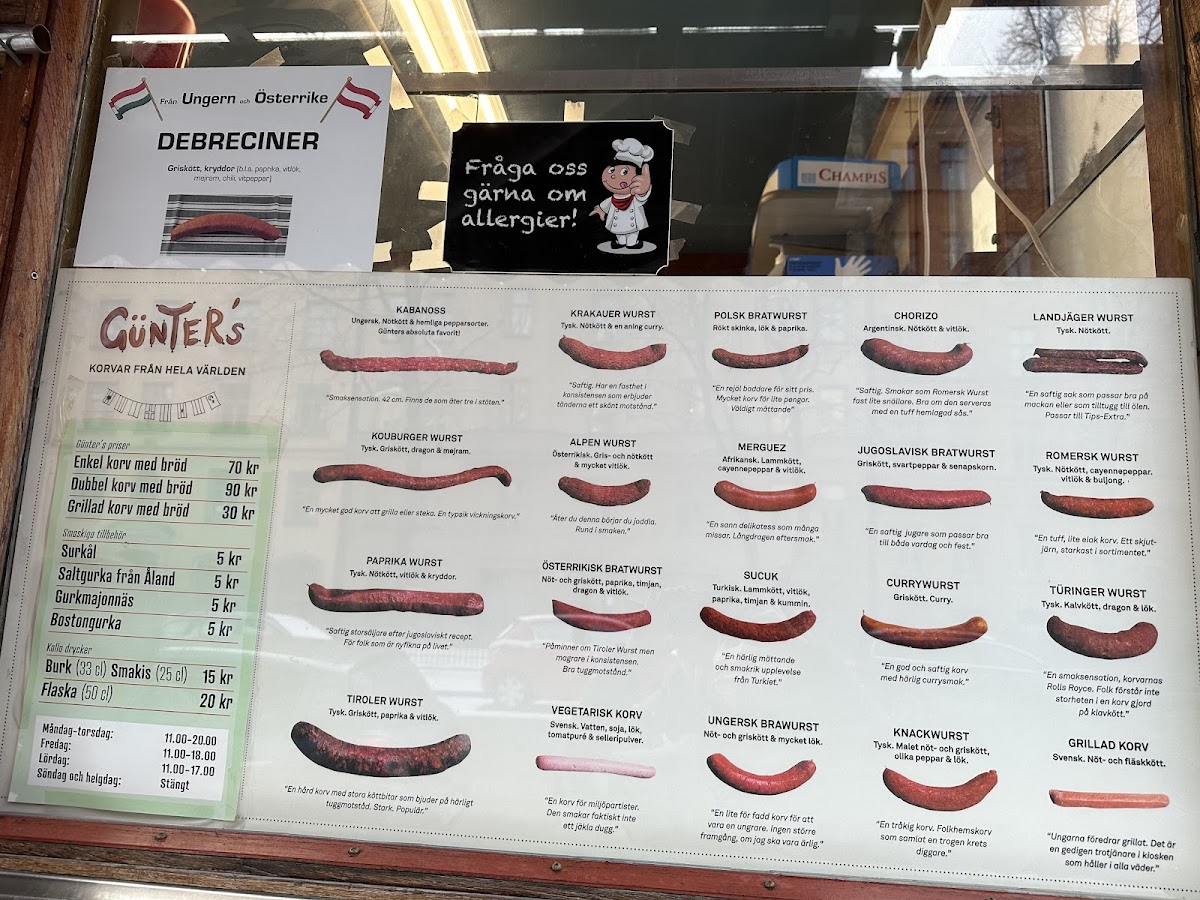 Från Ungern och Österrike
DEBRECINER
Griskött, kryddor (b.l.a. paprika, vitlök,
mejram, chili, vitpeppar)
Fråga oss
gärna om
allergier!
CHAMPIS
GÜNTER's
KORVAR FRÅN HELA VÄRLDEN
Günter's priser
Enkel korv med bröd 70 kr
Dubbel korv med bröd 90 kr
Grillad korv med bröd 30 kr
Smaskiga tillbehör
Surkål 5 kr
Saltgurka från Åland 5 kr
Gurkmajonnäs 5 kr
Bostongurka 5 kr
Kalla drycker
Burk (33 cl) Smakis (25 cl) 15 kr
Flaska (50 cl) 20 kr
Måndag-torsdag: 11.00-20.00
Fredag: 11.00-18.00
Lördag: 11.00-17.00
Söndag och helgdag: Stängt
KABANOSS
Ungersk. Nötkött & hemliga pepparsorter.
Günters absoluta favorit!
"Smaksensation. 42 cm. Finns de som äter tre i stöten."
KRAKAUER WURST
Tysk. Nötkött & en aning curry.
"Saftig. Har en fasthet i
konsistensen som erbjuder
tänderna ett skönt motstånd."
POLSK BRATWURST
Rökt skinka, lök & paprika.
"En rejäl baddare för sitt pris.
Mycket korv för lite pengar.
Väldigt mättande"
CHORIZO
Argentinsk. Nötkött & vitlök.
"Saftig. Smakar som Romersk Wurst
fast lite snällare. Bra om den serveras
med en tuff hemlagad sås."
LANDJÄGER WURST
Tysk. Nötkött.
"En saftig sak som passar bra på
mackan eller som tilltugg till ölen.
Passar till Tips-Extra."
KOUBURGER WURST
Tysk. Griskött, dragon & mejram.
"En mycket god korv att grilla eller steka. En typsik vickningskorv."
ALPEN WURST
Österrikisk. Gris- och nötkött
& mycket vitlök.
"Äter du denna börjar du joddla.
Rund i smaken."
MERGUEZ
Afrikansk. Lammkött,
cayennepeppar & vitlök.
"En sann delikatess som många
missar. Långdragen eftersmak."
JUGOSLAVISK BRATWURST
Griskött, svartpeppar & senapskorn.
"En saftig jugare som passar bra
till både vardag och fest."
ROMERSK WURST
Tysk. Nötkött, cayennepeppar.
vitlök & buljong.
"En tuff, lite elak korv. Ett skjut-
järn, starkast i sortimentet."
PAPRIKA WURST
Tysk. Nötkött, vitlök & kryddor.
"Saftig storsäljare efter jugoslaviskt recept.
För folk som är nyfikna på livet."
ÖSTERRIKISK BRATWURST
Nöt- och griskött, paprika, timjan,
dragon & vitlök.
"Påminner om Tiroler Wurst men
magrare i konsistensen.
Bra tuggmotstånd."
SUCUK
Turkisk. Lammkött, vitlök,
paprika, timjan & kummin.
"En härlig mättande
och smakrik upplevelse
från Turkiet."
CURRYWURST
Griskött. Curry.
"En god och saftig korv
med härlig currysmak."
TÜRINGER WURST
Tysk. Kalvkött, dragon & lök.
"En smaksensation, korvarnas
Rolls Royce. Folk förstår inte
storheten i en korv gjord
på klavkött."
TIROLER WURST
Tysk. Griskött, paprika & vitlök.
"En hård korv med stora köttbitar som bjuder på härligt
tuggmotståd. Stark. Populär."
VEGETARISK KORV
Svensk. Vatten, soja, lök,
tomatpuré & selleripulver.
"En korv för miljöpartister.
Den smakar faktiskt inte
ett jäkla dugg."
UNGERSK BRAWURST
Nöt- och griskött & mycket lök.
"En lite för fadd korv för att
vara en ungrare. Ingen större
framgång, om jag ska vara ärlig."
KNACKWURST
Tysk. Malet nöt- och griskött,
olika peppar & lök.
"En tråkig korv. Folkhemskorv
som samlat en trogen krets
diggare."
GRILLAD KORV
Svensk. Nöt- och fläskkött.
"Ungarna föredrar grillat. Det är
en gedigen trotjänare i kiosken
som håller i alla väder."